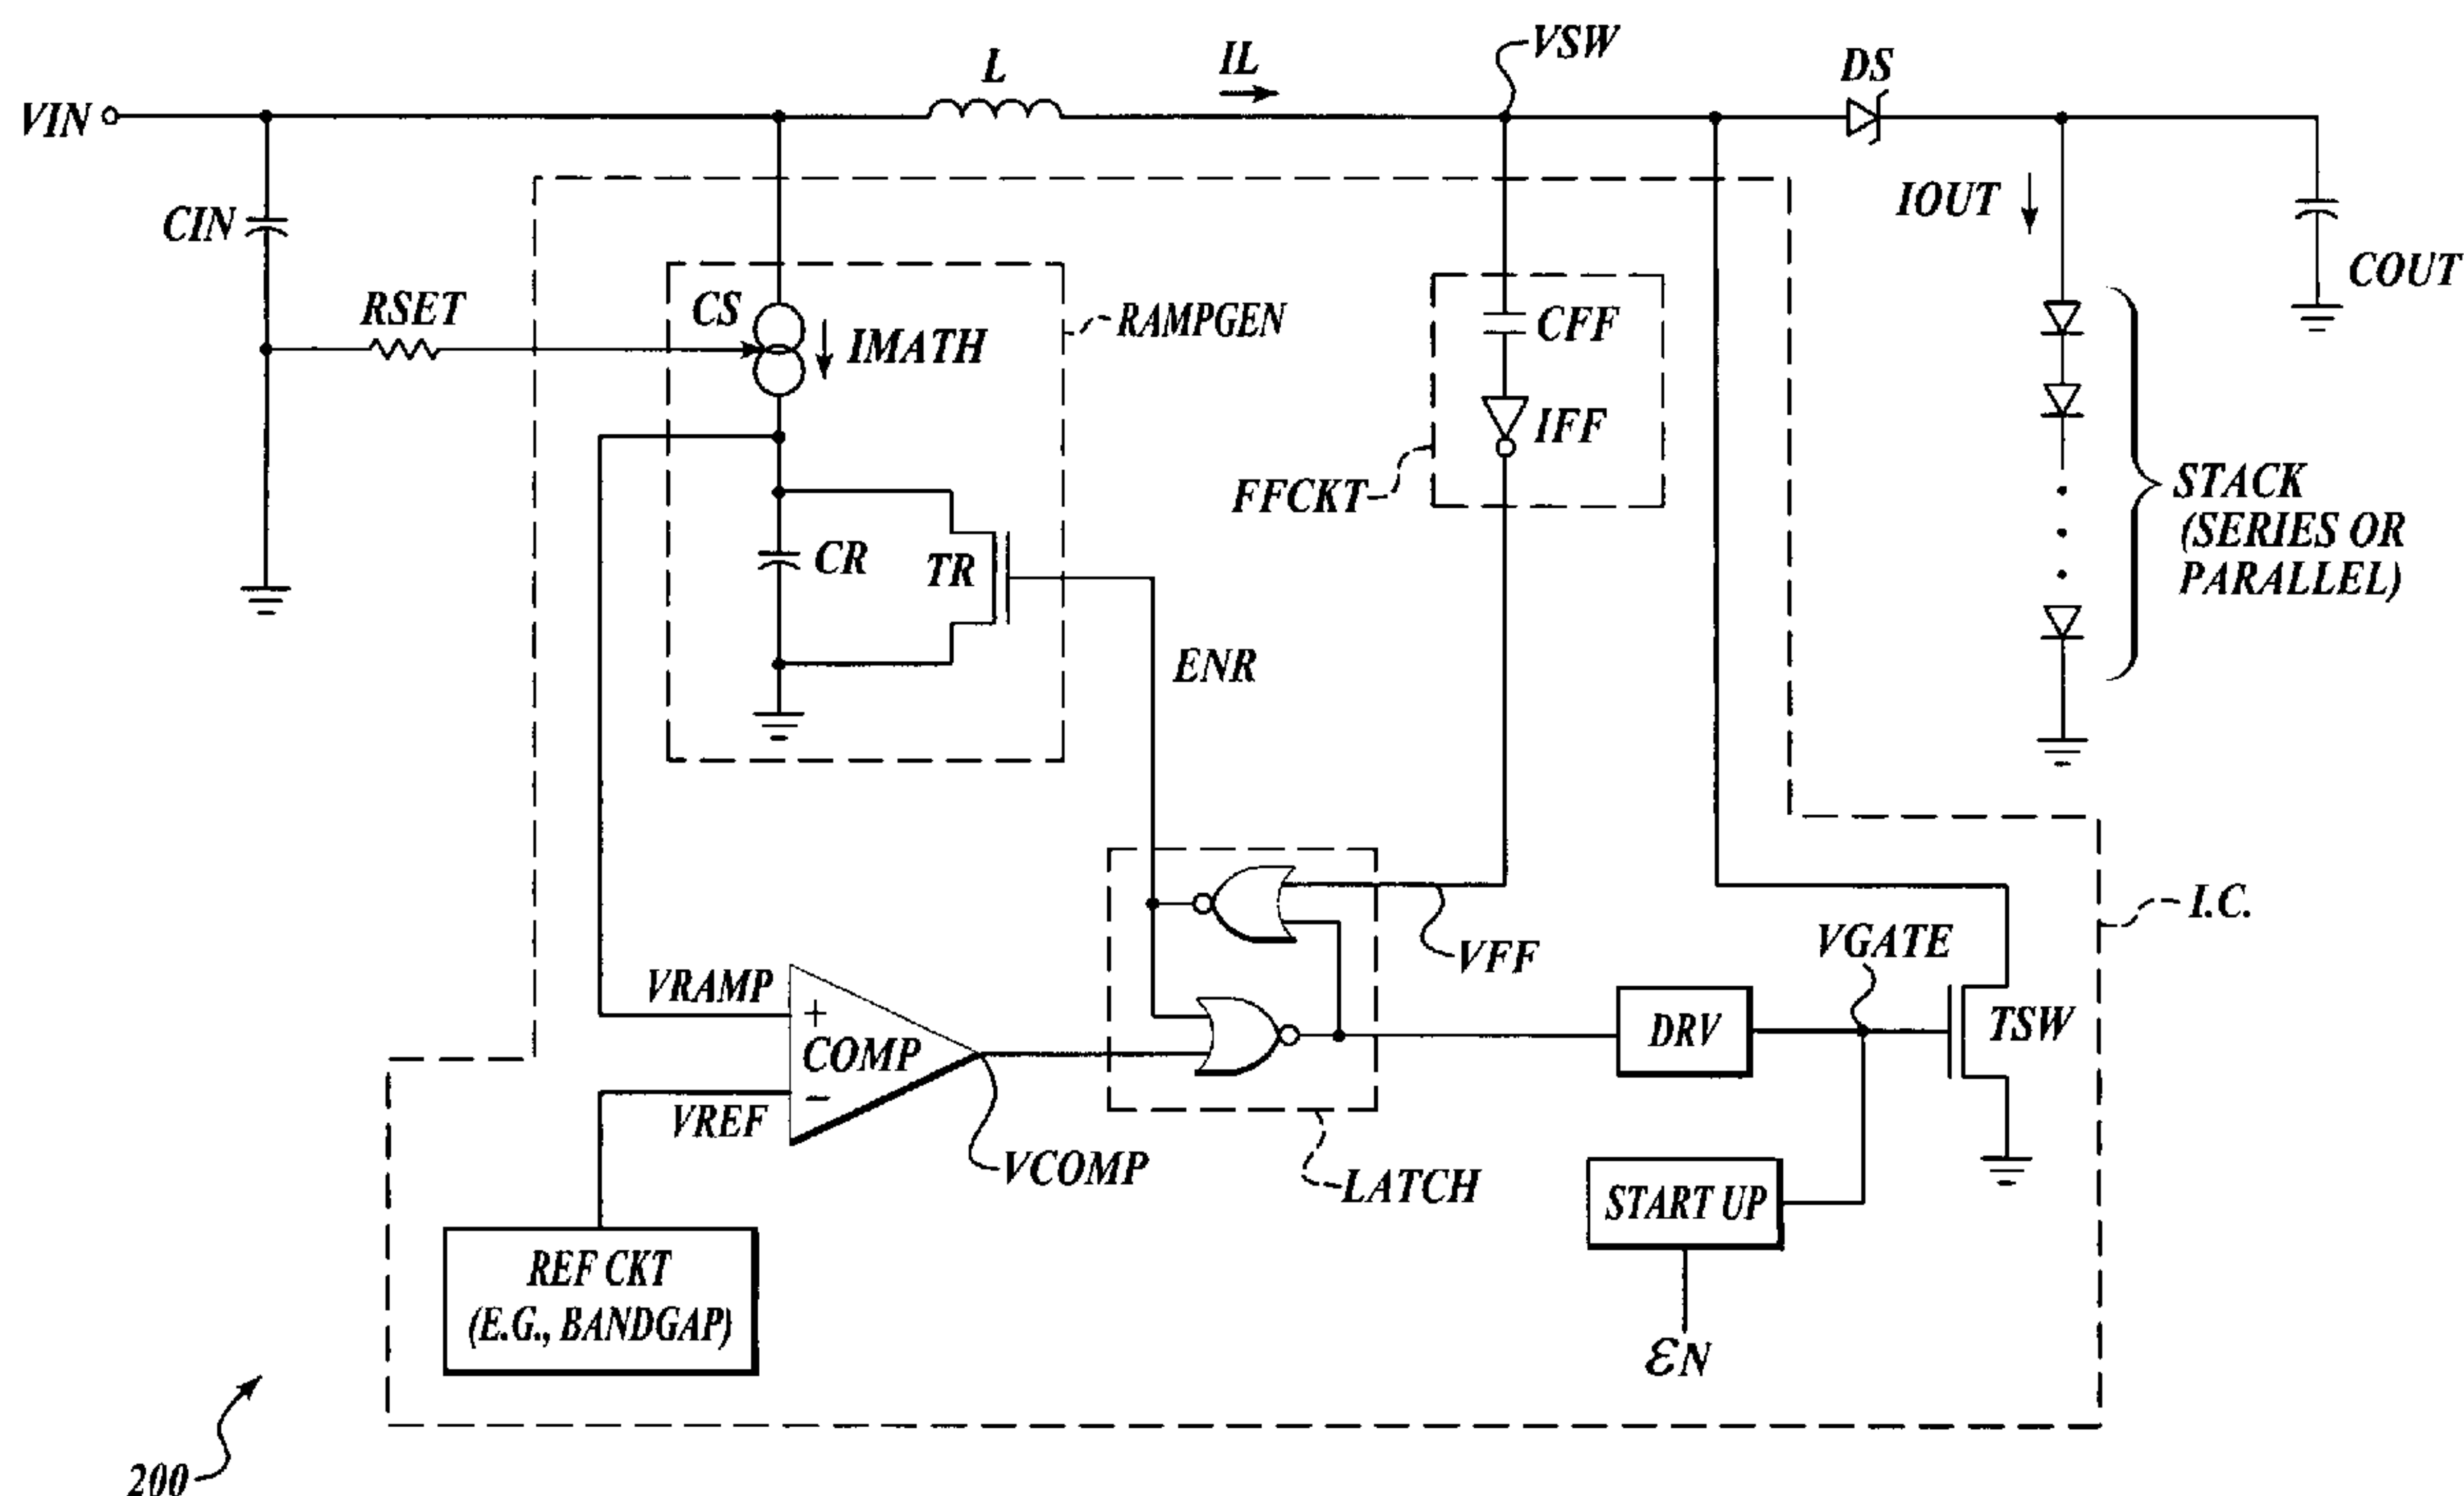 VSW
L
IL
DS
VIN
CIN
IOUT
COUT
RSET
CS
IMATH
RAMPGEN
CFF
IFF
FFCKT
STACK
(SERIES OR
PARALLEL)
CR
TR
ENR
I.C.
VFF
VGATE
VRAMP
+
COMP
−
VREF
DRV
TSW
VCOMP
LATCH
START UP
REF CKT
(E.G., BANDGAP)
ƐN
200